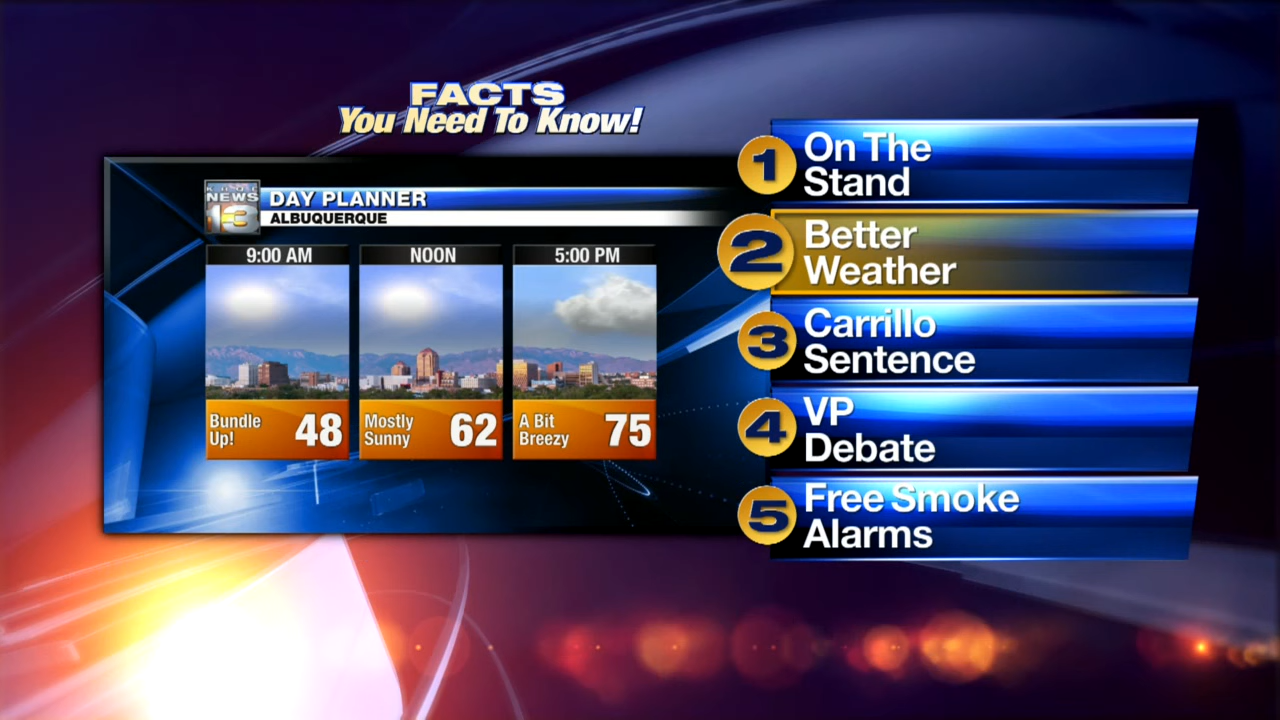 FACTS
You Need To Know!
KRQE
NEWS
13
DAY PLANNER
ALBUQUERQUE
9:00 AM
Bundle
Up!
48
NOON
Mostly
Sunny
62
5:00 PM
A Bit
Breezy
75
1
On The
Stand
2
Better
Weather
3
Carrillo
Sentence
4
VP
Debate
5
Free Smoke
Alarms